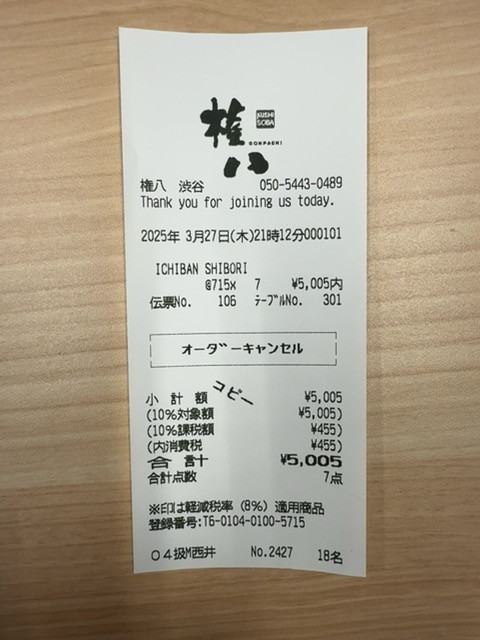 権八
KUSHI
SOBA
GONPACHI
権八 渋谷 050-5443-0489
Thank you for joining us today.
2025年 3月27日(木)21時12分000101
ICHIBAN SHIBORI
@715x 7 ¥5,005内
伝票No. 106 テーブルNo. 301
オーダーキャンセル
コピー
小 計 額 ¥5,005
(10%対象額 ¥5,005)
(10%課税額 ¥455)
(内消費税 ¥455)
合 計 ¥5,005
合計点数 7点
※印は軽減税率（8%）適用商品
登録番号:T6-0104-0100-5715
04扱M西井 No.2427 18名